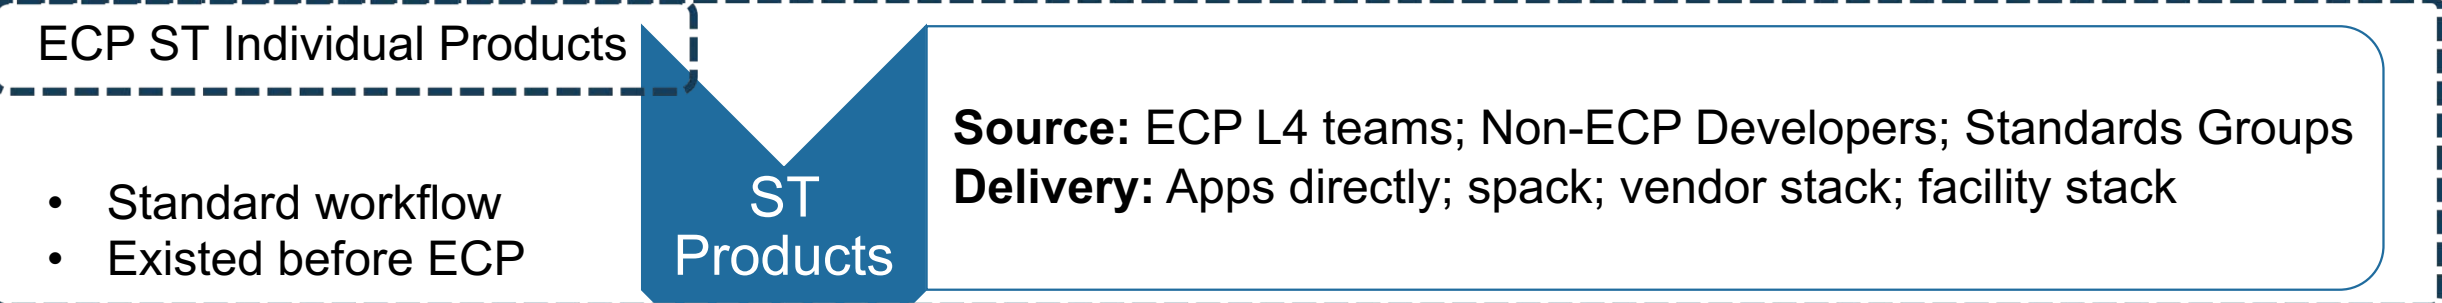 ECP ST Individual Products
• Standard workflow
• Existed before ECP
ST
Products
Source: ECP L4 teams; Non-ECP Developers; Standards Groups
Delivery: Apps directly; spack; vendor stack; facility stack